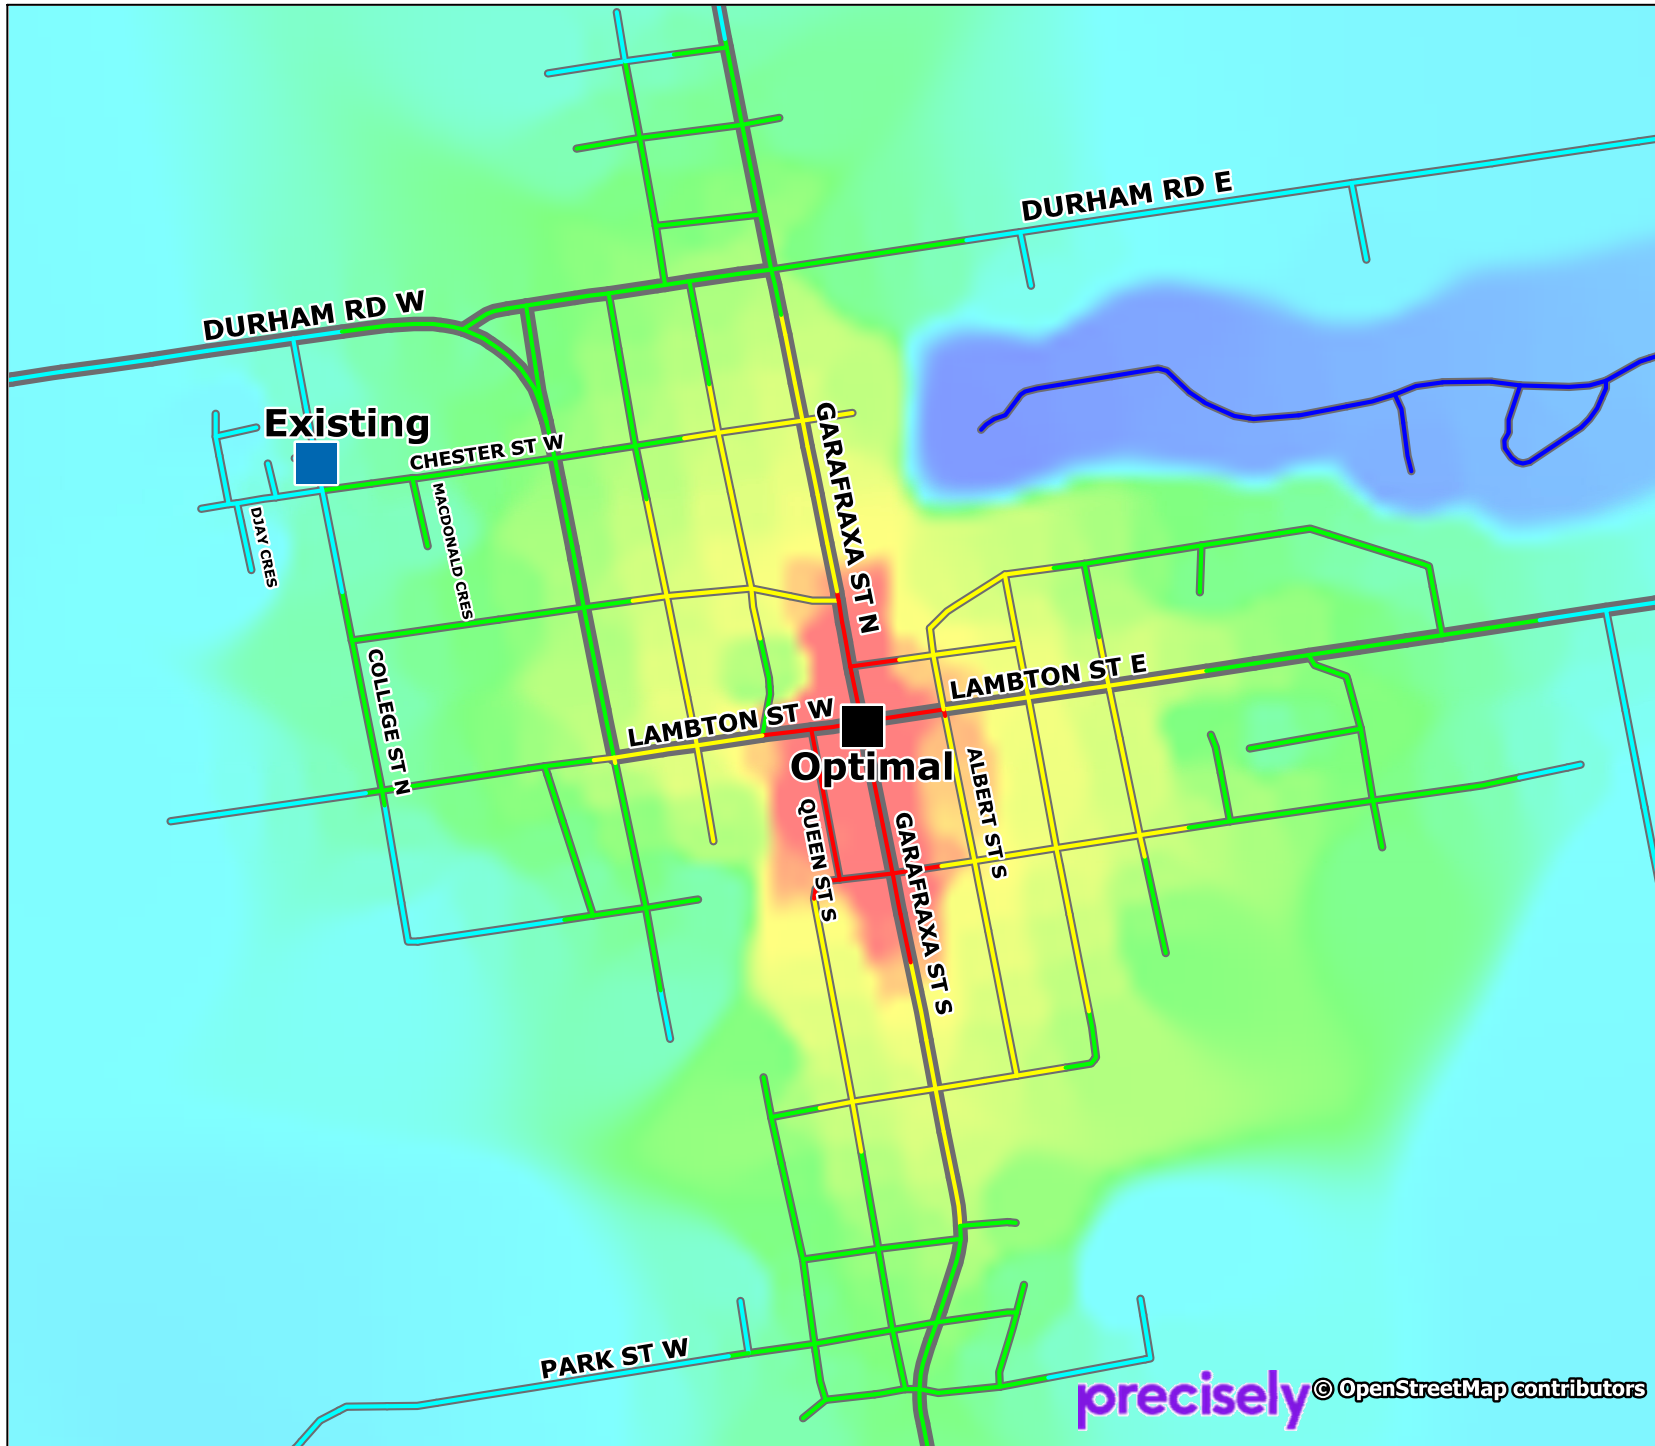 DURHAM RD E
DURHAM RD W
Existing
GARAFRAXA ST N
CHESTER ST W
MACDONALD CRES
DJAY CRES
COLLEGE ST N
LAMBTON ST E
LAMBTON ST W
Optimal
ALBERT ST S
QUEEN ST S
GARAFRAXA ST S
PARK ST W
precisely
© OpenStreetMap contributors